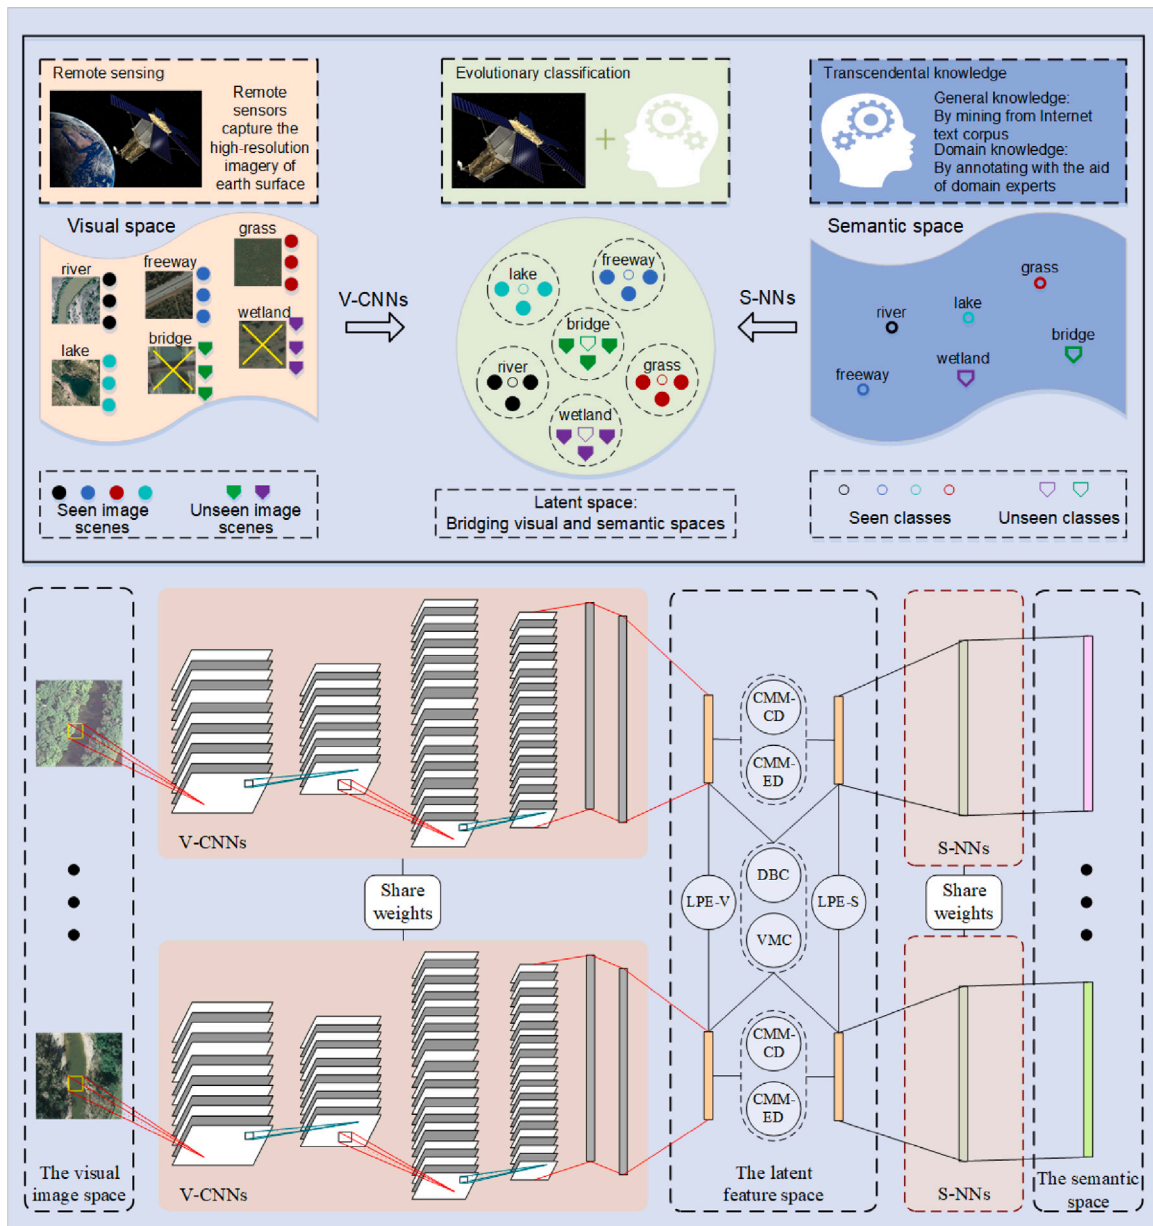 Remote sensing
Remote
sensors
capture the
high-resolution
imagery of
earth surface
Evolutionary classification
+
Transcendental knowledge
General knowledge:
By mining from Internet
text corpus
Domain knowledge:
By annotating with the aid
of domain experts
Visual space
grass
river
freeway
wetland
lake
bridge
V-CNNs
lake
freeway
bridge
river
grass
wetland
S-NNs
Semantic space
grass
lake
river
bridge
wetland
freeway
Seen image
scenes
Unseen image
scenes
Latent space:
Bridging visual and semantic spaces
Seen classes
Unseen classes
V-CNNs
CMM-
CD
CMM-
ED
S-NNs
Share
weights
LPE-V
DBC
VMC
LPE-S
Share
weights
CMM-
CD
CMM-
ED
The visual
image space
V-CNNs
The latent
feature space
S-NNs
The semantic
space